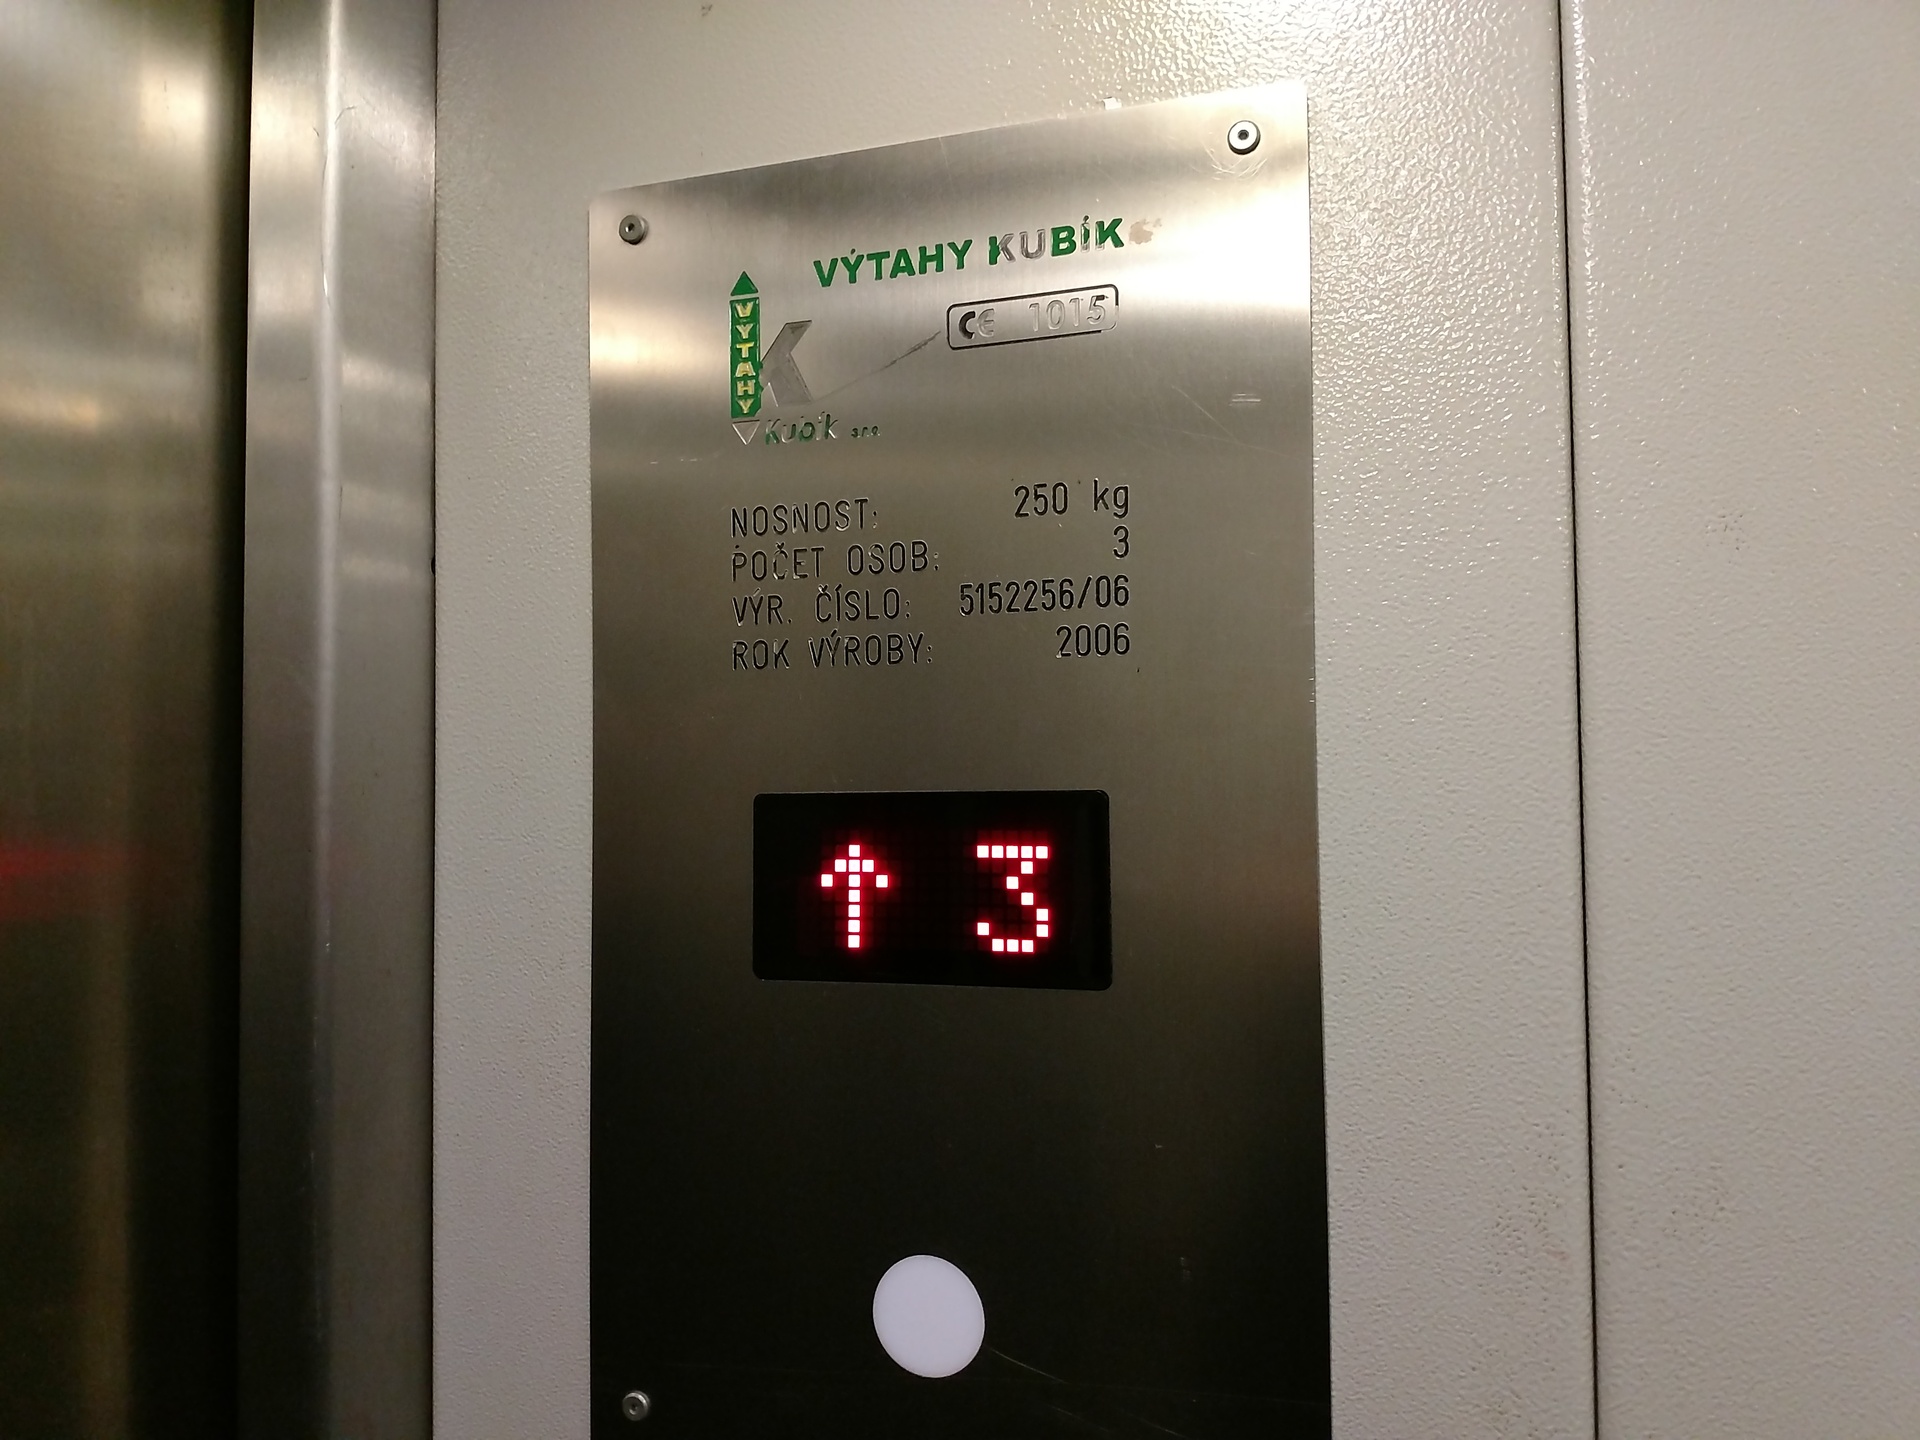 VÝTAHY KUBÍK
CE 1015
VYTAHY
K
Kubík s.r.o.
NOSNOST: 250 kg
POČET OSOB: 3
VÝR. ČÍSLO: 5152256/06
ROK VÝROBY: 2006
↑ 3